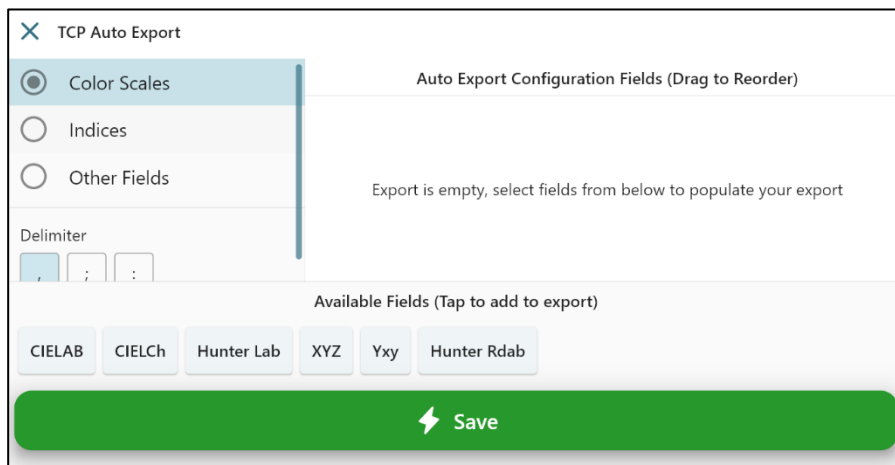 TCP Auto Export
Color Scales
Indices
Other Fields
Delimiter
, ; :
Auto Export Configuration Fields (Drag to Reorder)
Export is empty, select fields from below to populate your export
Available Fields (Tap to add to export)
CIELAB CIELCh Hunter Lab XYZ Yxy Hunter Rdab
Save